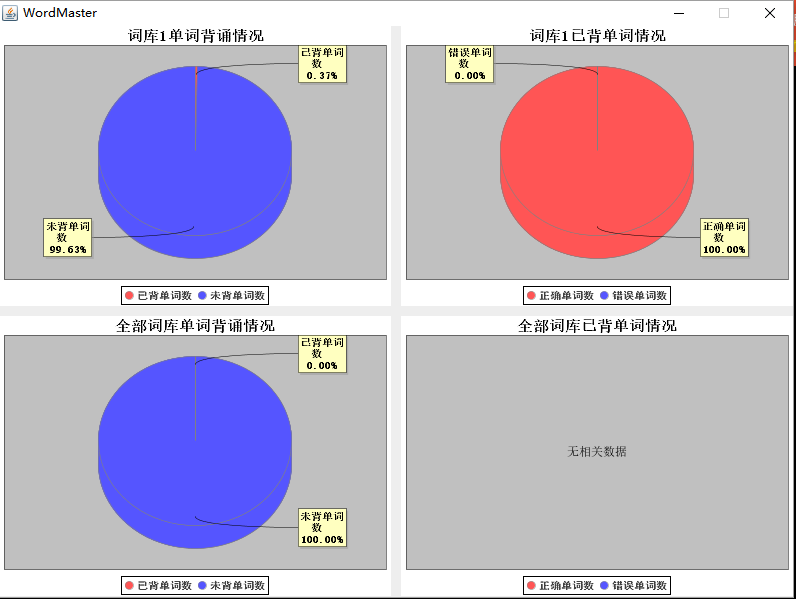 WordMaster
词库1单词背诵情况
已背单词
数
0.37%
未背单词
数
99.63%
已背单词数 未背单词数
词库1已背单词情况
错误单词
数
0.00%
正确单词
数
100.00%
正确单词数 错误单词数
全部词库单词背诵情况
已背单词
数
0.00%
未背单词
数
100.00%
已背单词数 未背单词数
全部词库已背单词情况
无相关数据
正确单词数 错误单词数